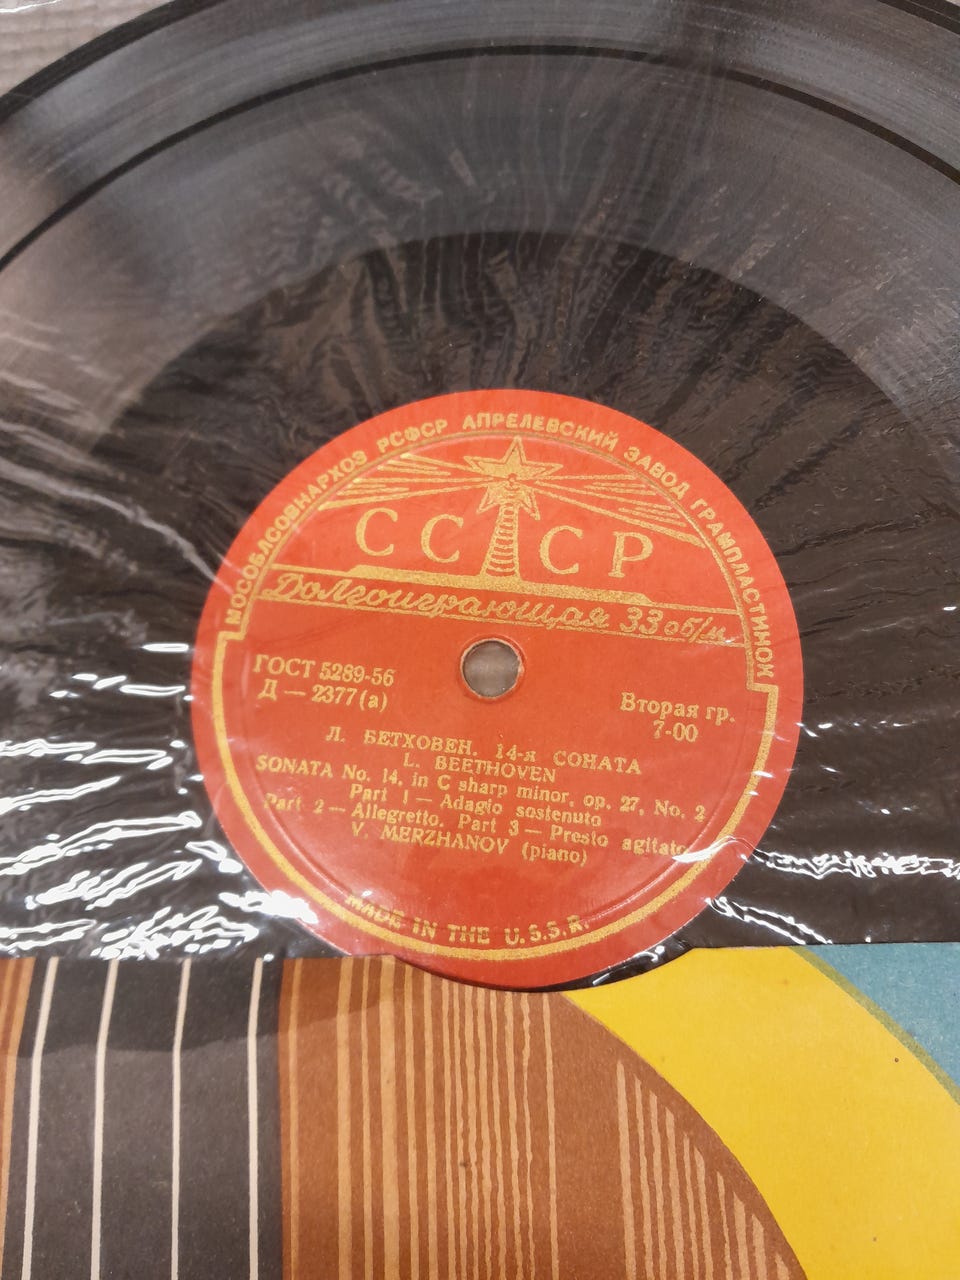 МОСОБЛСОВНАРХОЗ РСФСР АПРЕЛЕВСКИЙ ЗАВОД ГРАМПЛАСТИНОК
СССР
Долгоиграющая 33 об/м
ГОСТ 5289-56
Д — 2377(а)
Вторая гр.
7-00
Л. БЕТХОВЕН. 14-я СОНАТА
L. BEETHOVEN
SONATA No. 14, in C sharp minor, op. 27, No. 2
Part 1 — Adagio sostenuto
Part 2 — Allegretto. Part 3 — Presto agitato
V. MERZHANOV (piano)
MADE IN THE U.S.S.R.